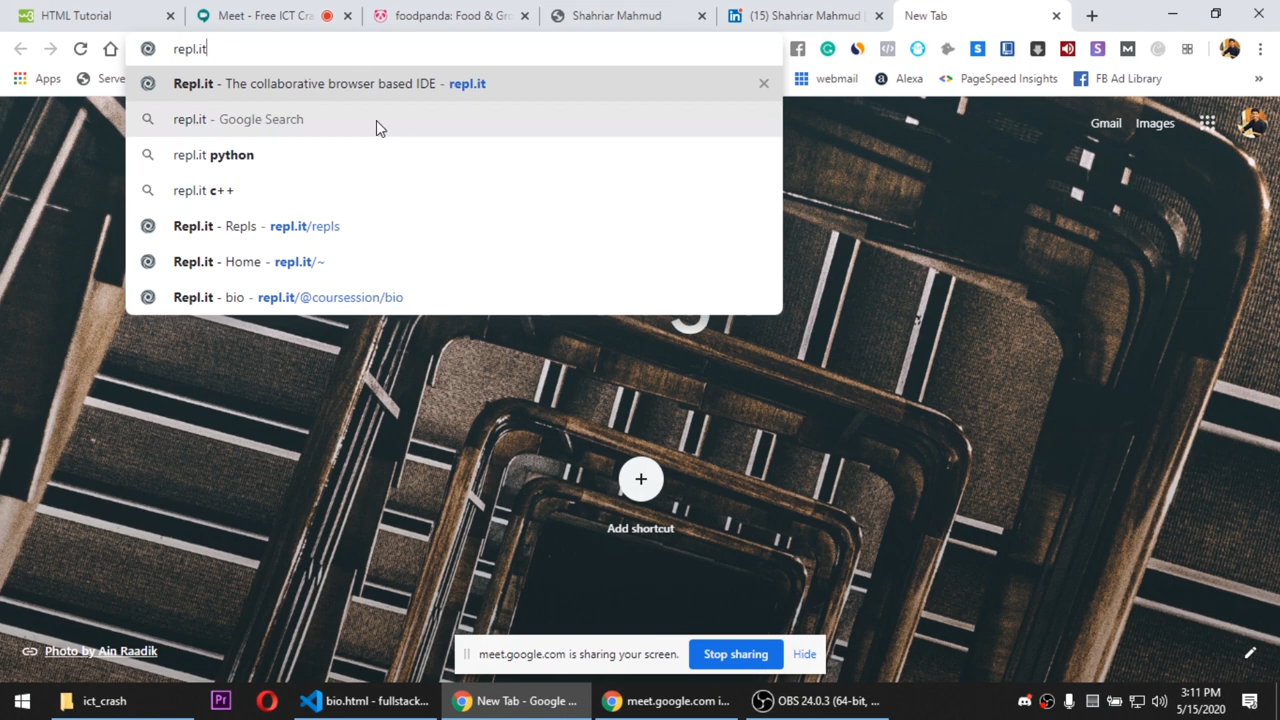 HTML Tutorial
Meet - Free ICT Cra
foodpanda: Food & Gr
Shahriar Mahmud
(15) Shahriar Mahmud
New Tab
repl.it
Apps
Serve
webmail
Alexa
PageSpeed Insights
FB Ad Library
»
Repl.it - The collaborative browser based IDE - repl.it
repl.it - Google Search
repl.it python
repl.it c++
Repl.it - Repls - repl.it/repls
Repl.it - Home - repl.it/~
Repl.it - bio - repl.it/@coursession/bio
Gmail Images
Add shortcut
Photo by Ain Raadik
meet.google.com is sharing your screen. Stop sharing Hide
ict_crash
bio.html - fullstack...
New Tab - Google ...
meet.google.com i...
OBS 24.0.3 (64-bit, ...
3:11 PM
5/15/2020